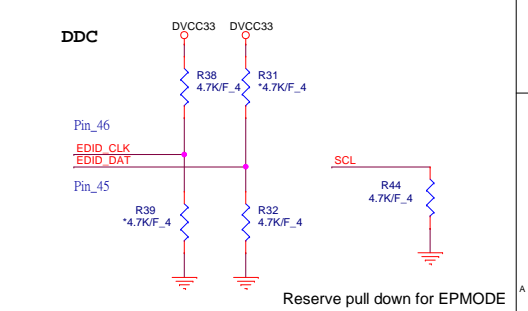 DDC
DVCC33 DVCC33
R38
4.7K/F_4
R31
*4.7K/F_4
Pin_46
EDID_CLK
EDID_DAT
Pin_45
SCL
R39
*4.7K/F_4
R32
4.7K/F_4
R44
4.7K/F_4
Reserve pull down for EPMODE
A